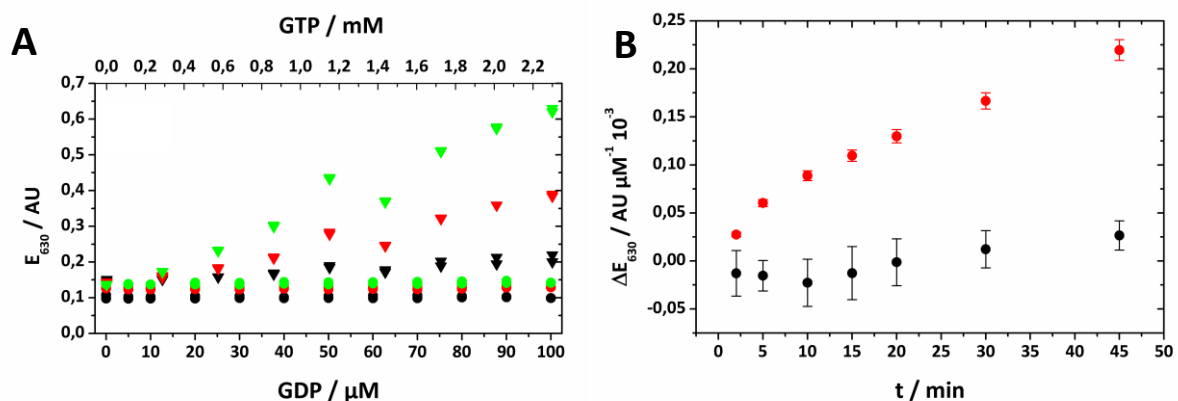 A
GTP / mM
0,0 0,2 0,4 0,6 0,8 1,0 1,2 1,4 1,6 1,8 2,0 2,2
0,7
0,6
0,5
0,4
0,3
0,2
0,1
0,0
E630 / AU
0 10 20 30 40 50 60 70 80 90 100
GDP / µM
B
0,25
0,20
0,15
0,10
0,05
0,00
-0,05
ΔE630 / AU µM-1 10-3
0 5 10 15 20 25 30 35 40 45 50
t / min